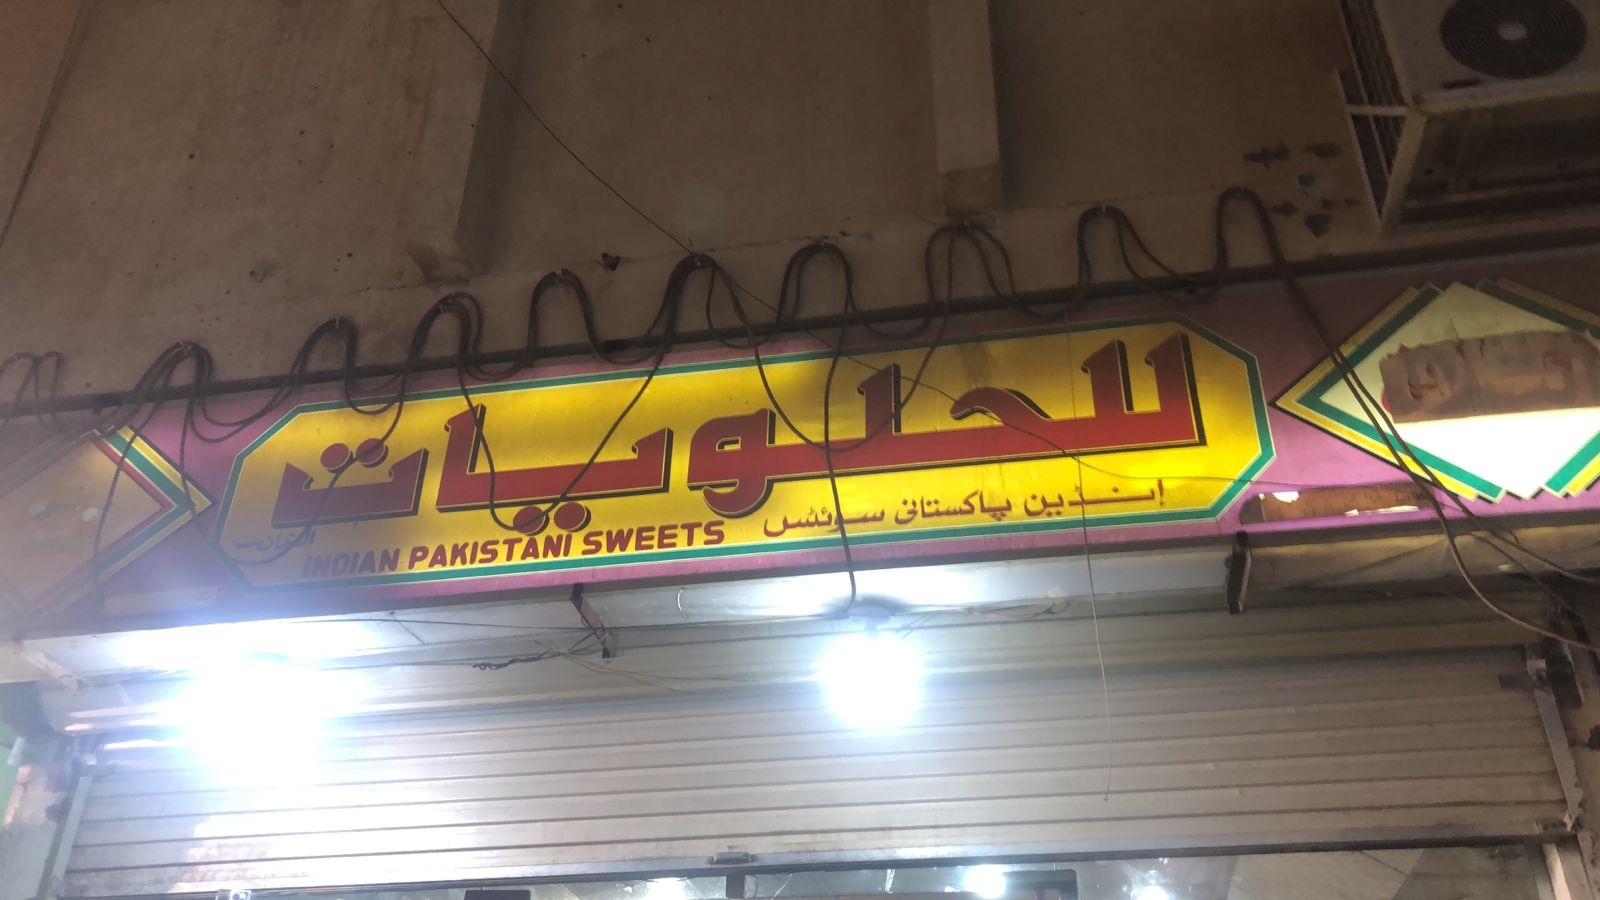 للحلويات
إنڈین پاکستانی سوئٹس
INDIAN PAKISTANI SWEETS